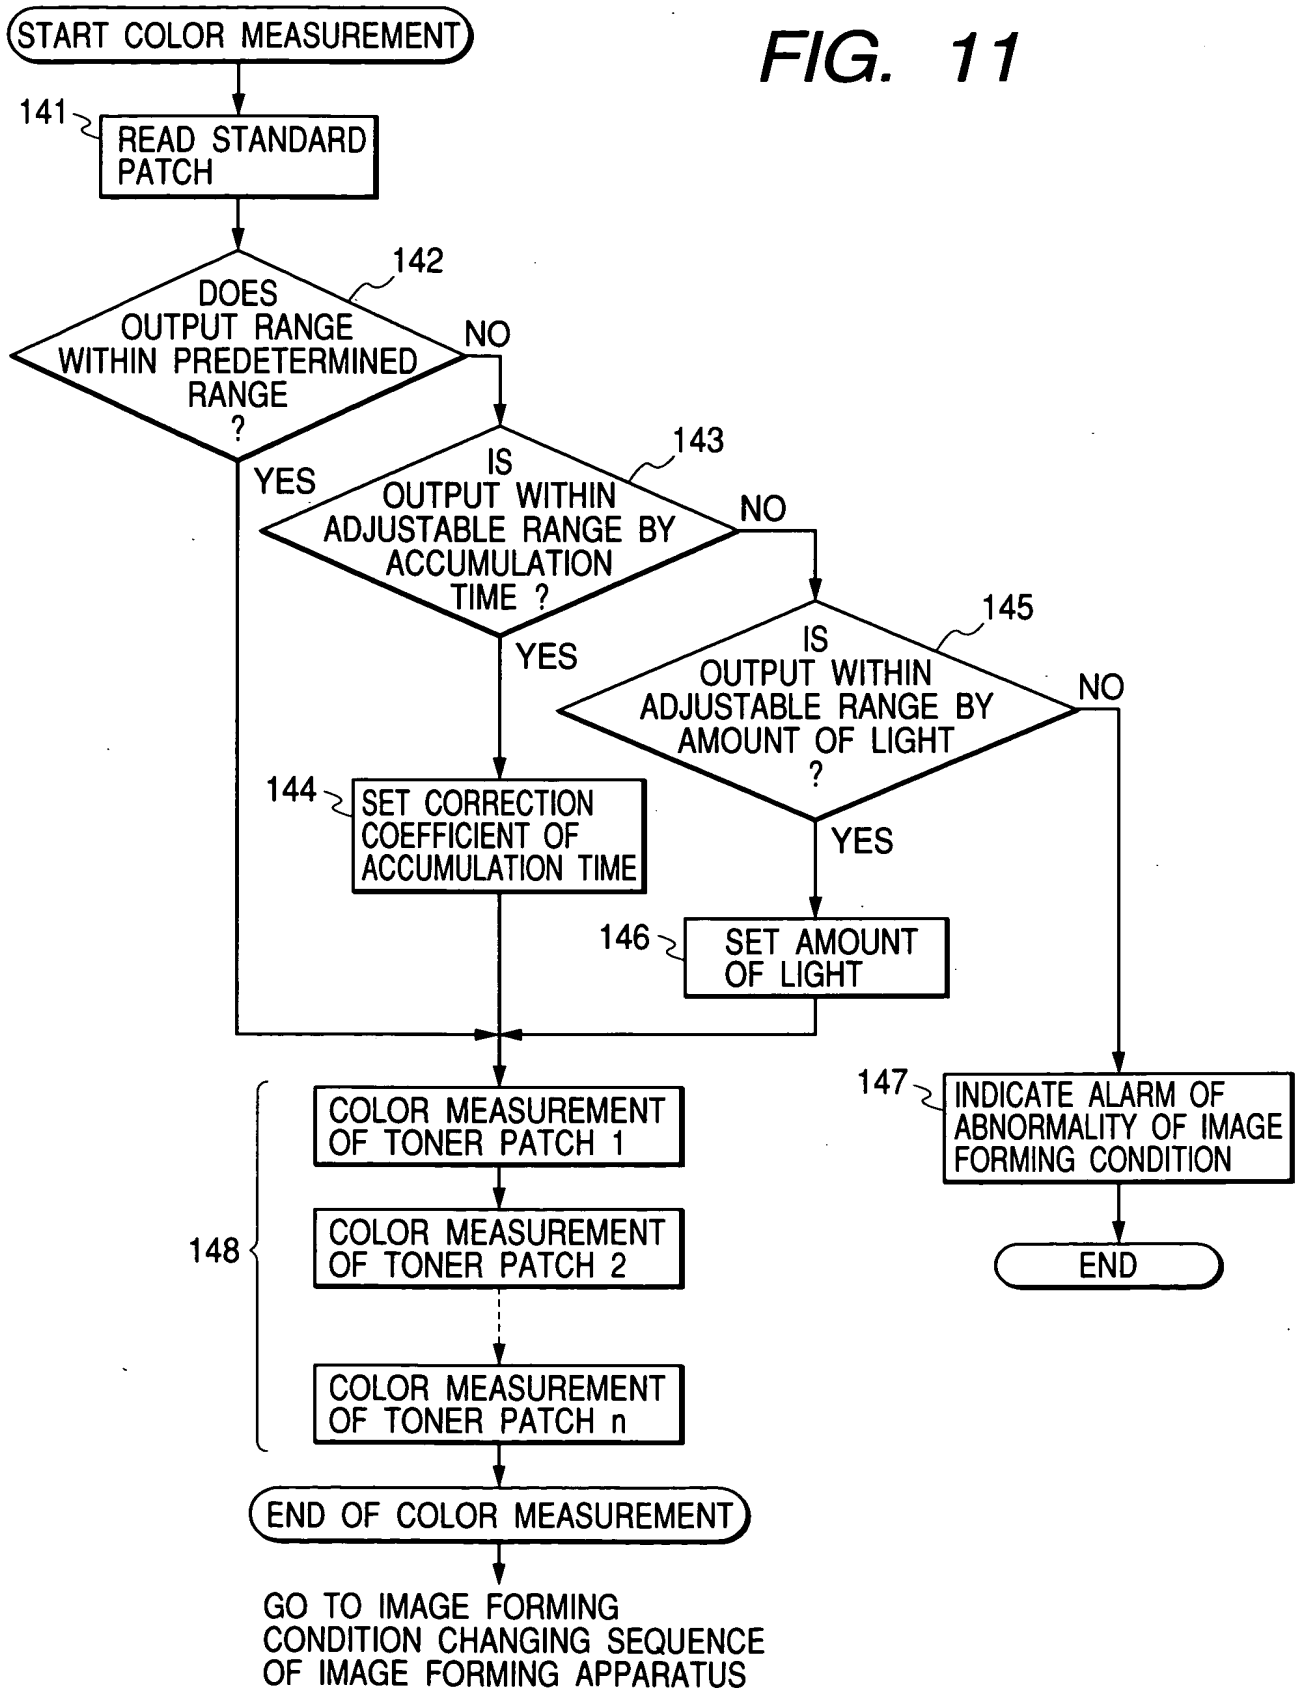 START COLOR MEASUREMENT
FIG. 11
141
READ STANDARD
PATCH
142
DOES
OUTPUT RANGE
WITHIN PREDETERMINED
RANGE
?
NO
YES
143
IS
OUTPUT WITHIN
ADJUSTABLE RANGE BY
ACCUMULATION
TIME ?
NO
YES
145
IS
OUTPUT WITHIN
ADJUSTABLE RANGE BY
AMOUNT OF LIGHT
?
NO
YES
144
SET CORRECTION
COEFFICIENT OF
ACCUMULATION TIME
146
SET AMOUNT
OF LIGHT
147
INDICATE ALARM OF
ABNORMALITY OF IMAGE
FORMING CONDITION
END
148
COLOR MEASUREMENT
OF TONER PATCH 1
COLOR MEASUREMENT
OF TONER PATCH 2
COLOR MEASUREMENT
OF TONER PATCH n
END OF COLOR MEASUREMENT
GO TO IMAGE FORMING
CONDITION CHANGING SEQUENCE
OF IMAGE FORMING APPARATUS